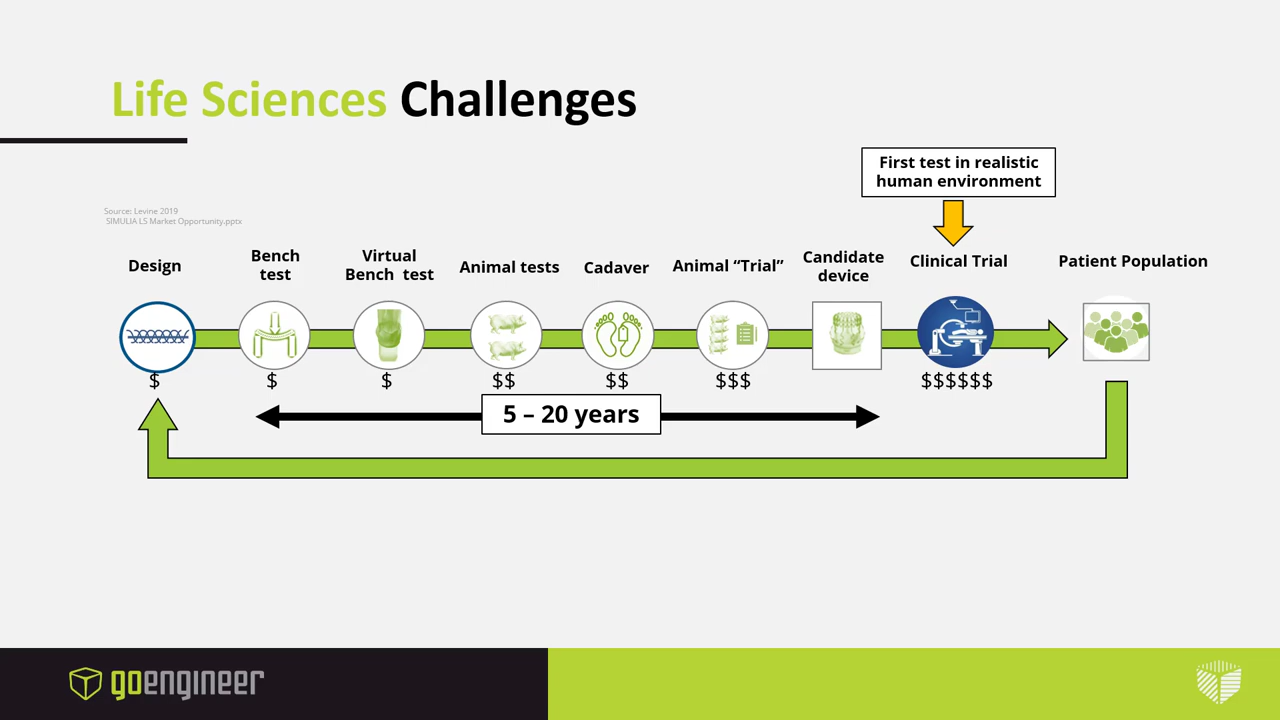 Life Sciences Challenges
First test in realistic
human environment
Source: Levine 2019
SIMULIA LS Market Opportunity.pptx
Design
Bench
test
Virtual
Bench test
Animal tests
Cadaver
Animal “Trial”
Candidate
device
Clinical Trial
Patient Population
$
$
$
$$
$$
$$$
$$$$$$
5 – 20 years
goengineer